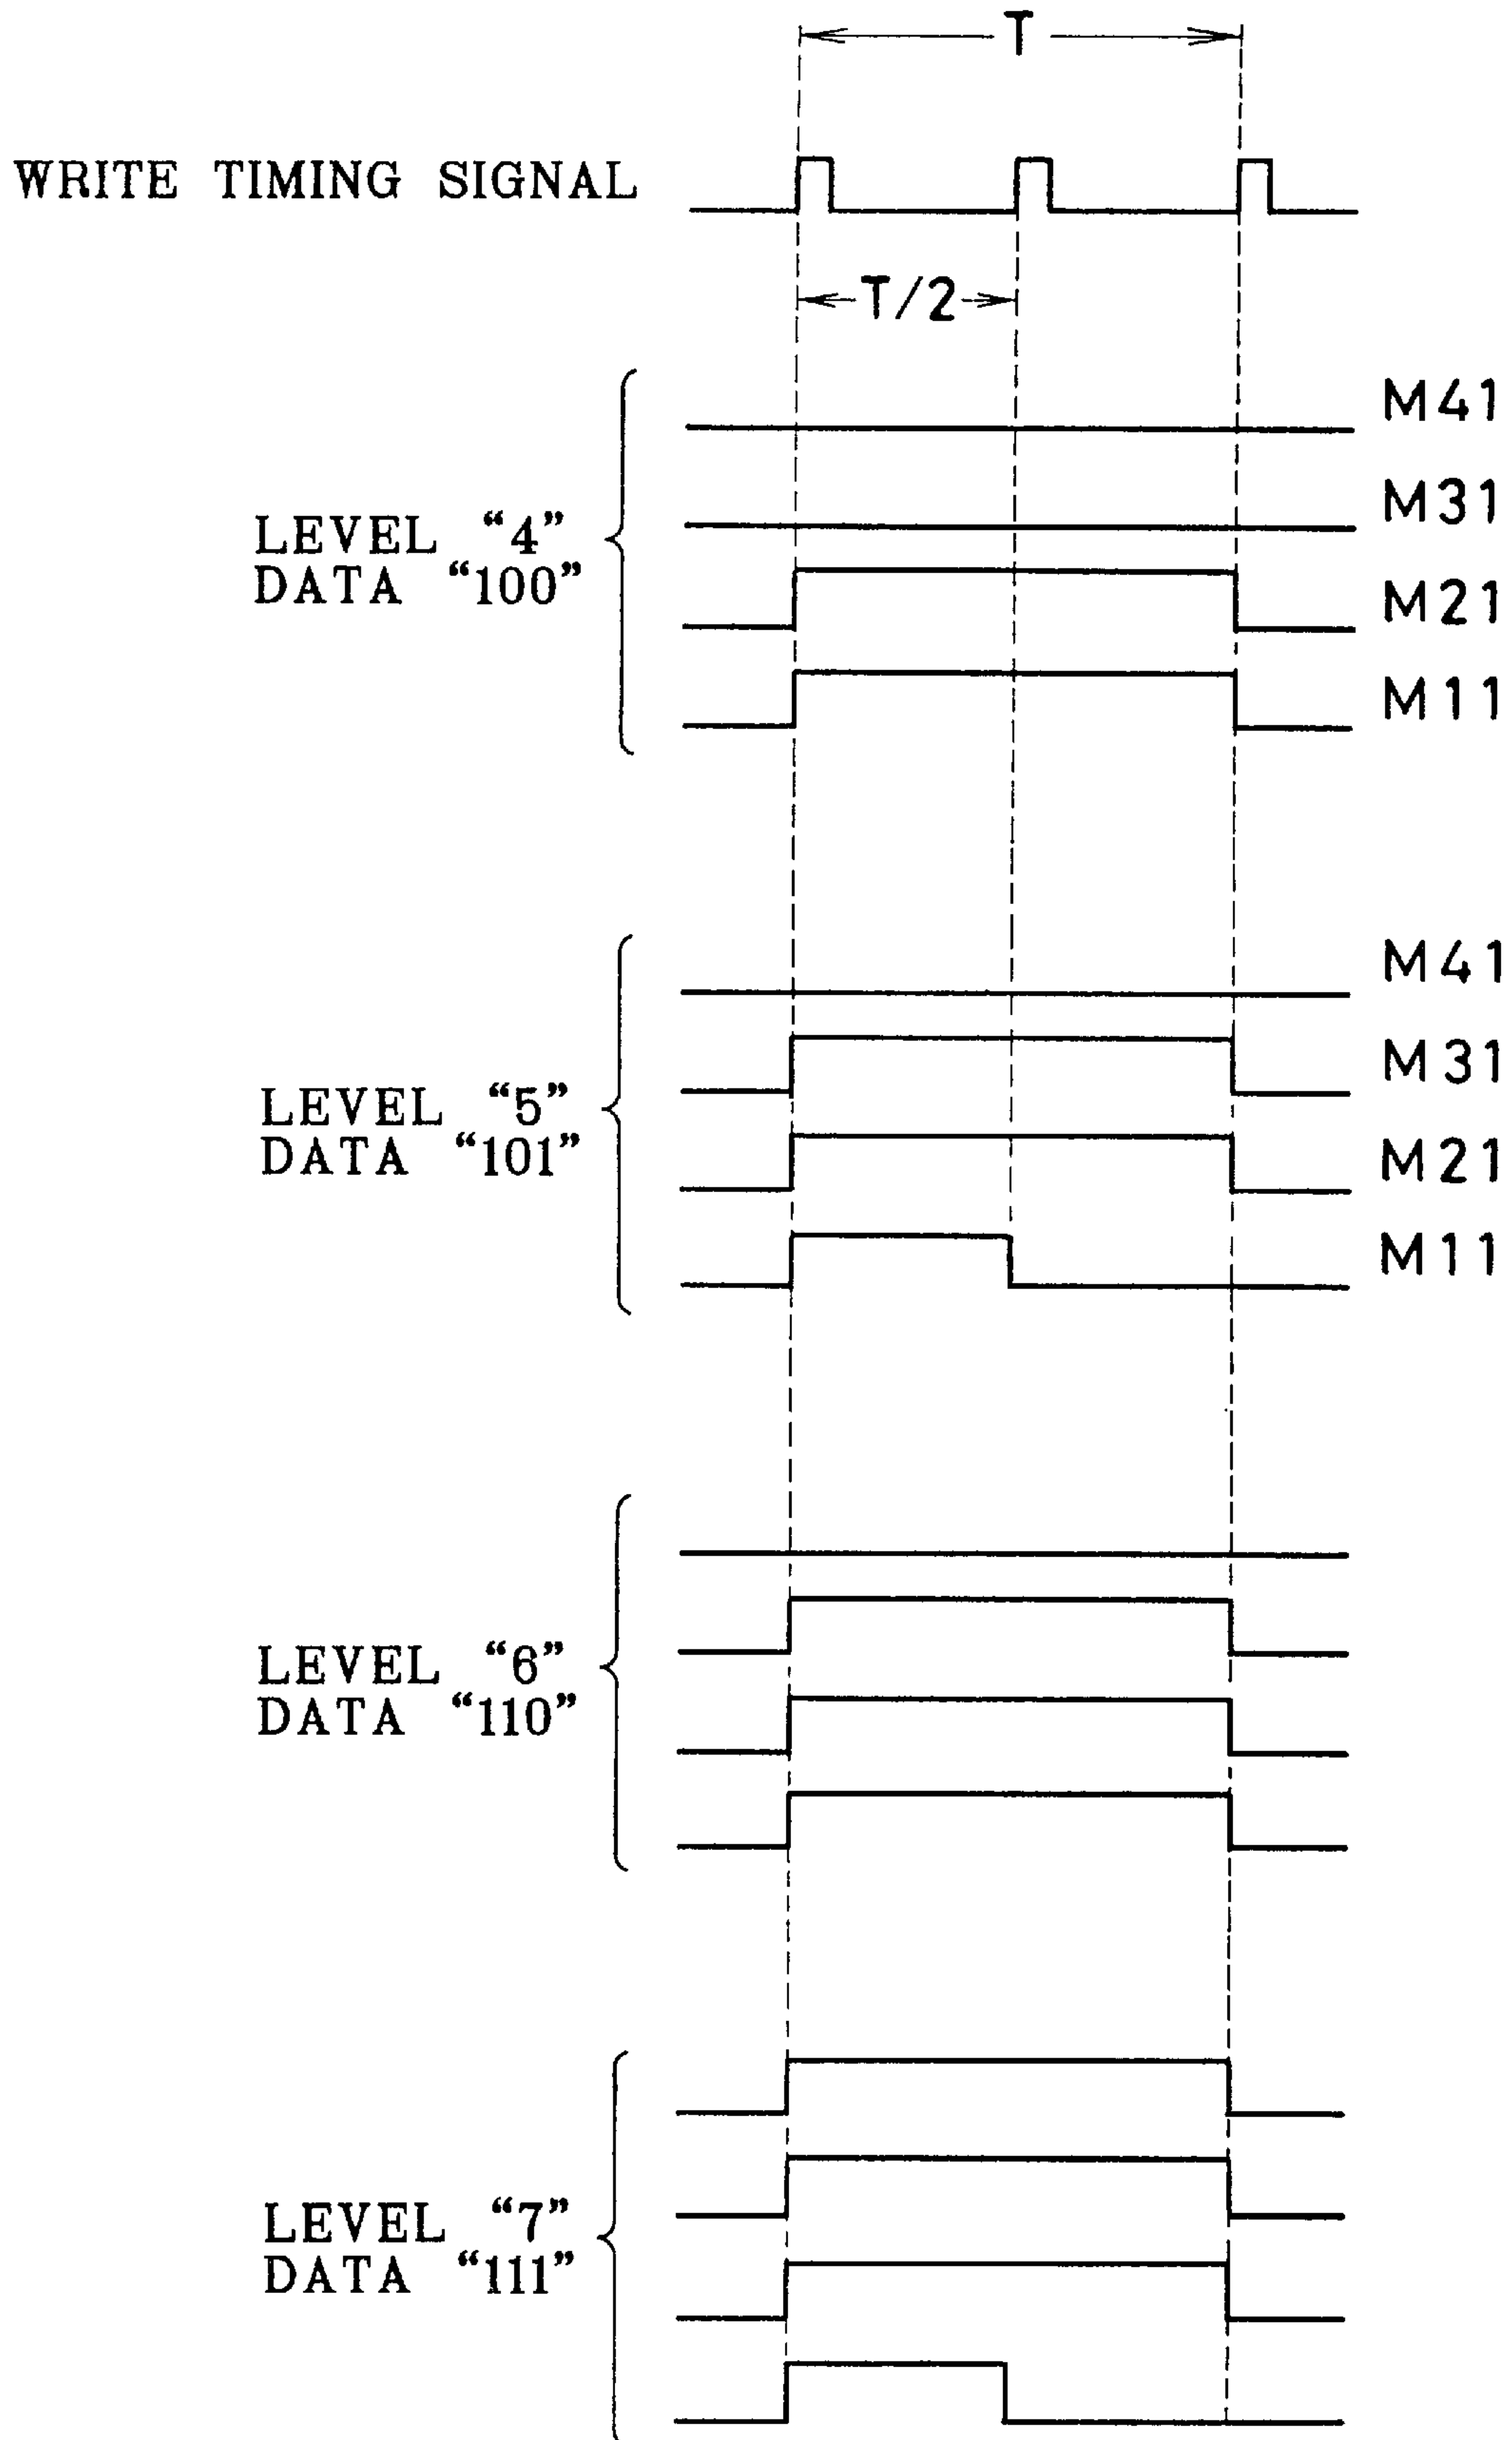 T
WRITE TIMING SIGNAL
T/2
M41
M31
LEVEL “4”
DATA “100”
M21
M11
M41
M31
LEVEL “5”
DATA “101”
M21
M11
LEVEL “6”
DATA “110”
LEVEL “7”
DATA “111”